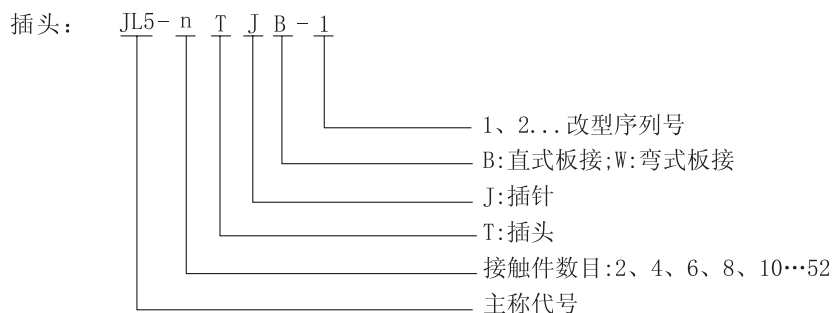 插头: JL5-n T J B-1
1、2...改型序列号
B:直式板接;W:弯式板接
J:插针
T:插头
接触件数目:2、4、6、8、10…52
主称代号